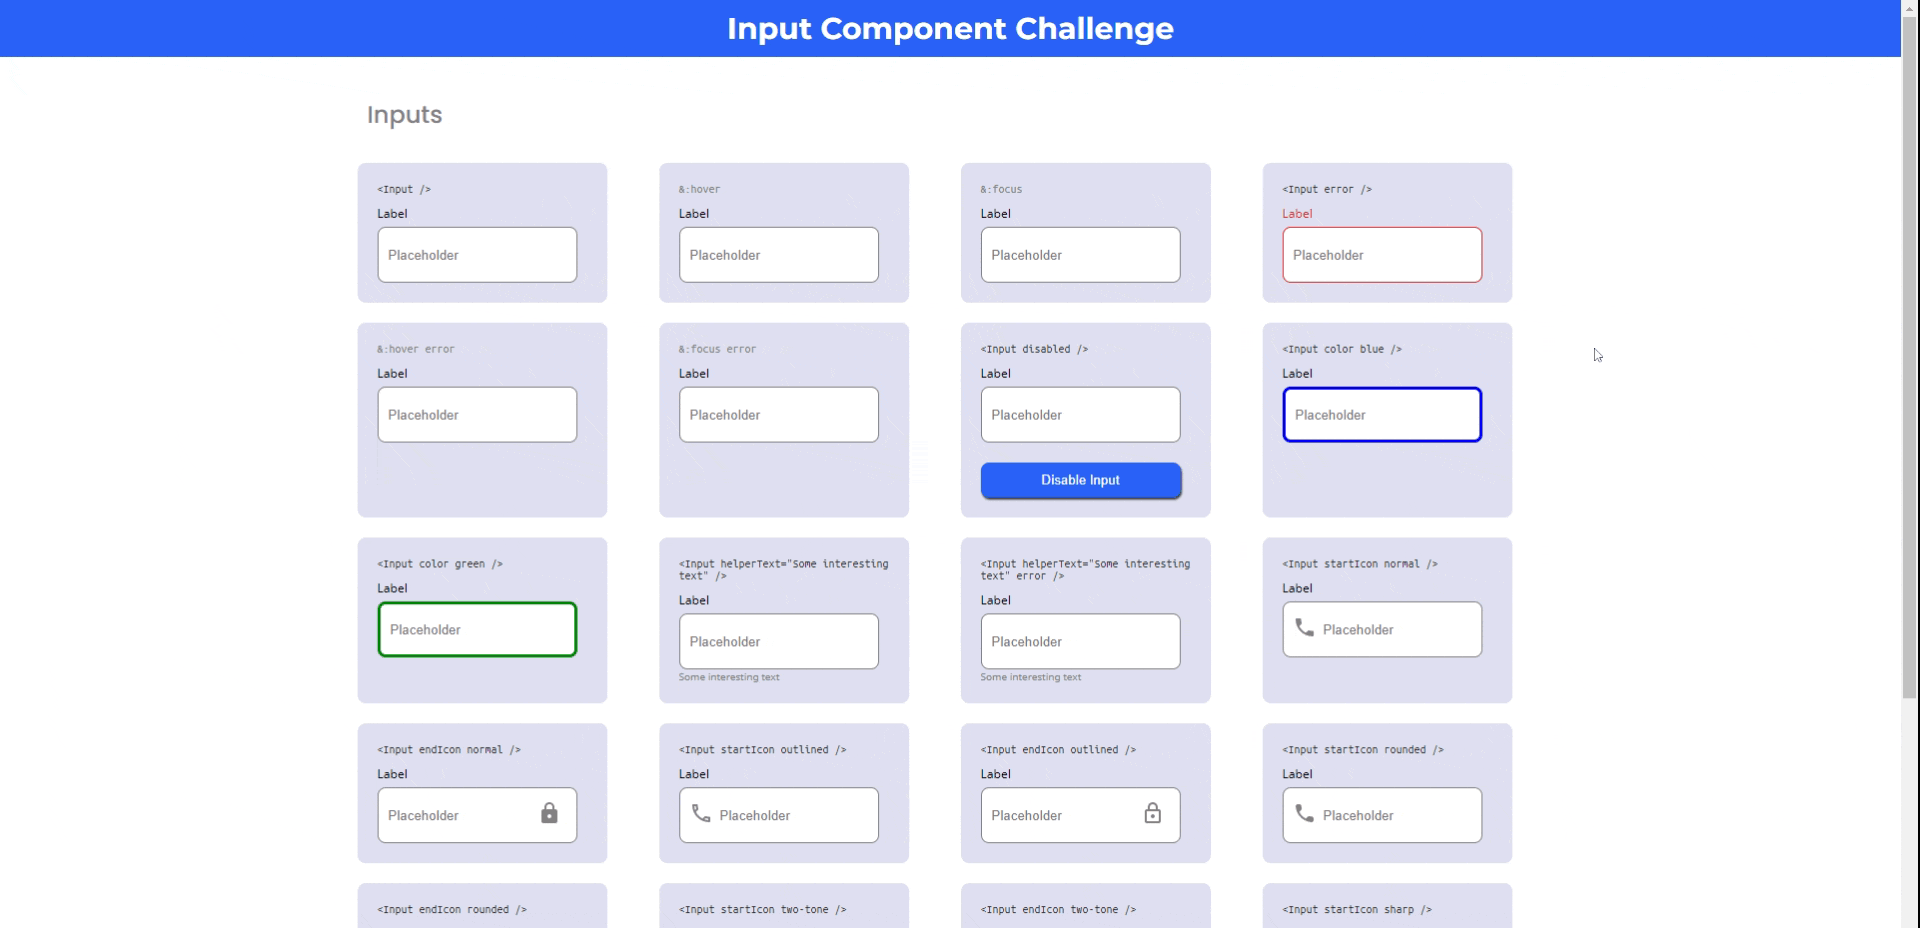 Input Component Challenge
Inputs
<Input />
Label
Placeholder
&:hover
Label
Placeholder
&:focus
Label
Placeholder
<Input error />
Label
Placeholder
&:hover error
Label
Placeholder
&:focus error
Label
Placeholder
<Input disabled />
Label
Placeholder
Disable Input
<Input color blue />
Label
Placeholder
<Input color green />
Label
Placeholder
<Input helperText="Some interesting
text" />
Label
Placeholder
Some interesting text
<Input helperText="Some interesting
text" error />
Label
Placeholder
Some interesting text
<Input startIcon normal />
Label
Placeholder
<Input endIcon normal />
Label
Placeholder
<Input startIcon outlined />
Label
Placeholder
<Input endIcon outlined />
Label
Placeholder
<Input startIcon rounded />
Label
Placeholder
<Input endIcon rounded />
<Input startIcon two-tone />
<Input endIcon two-tone />
<Input startIcon sharp />